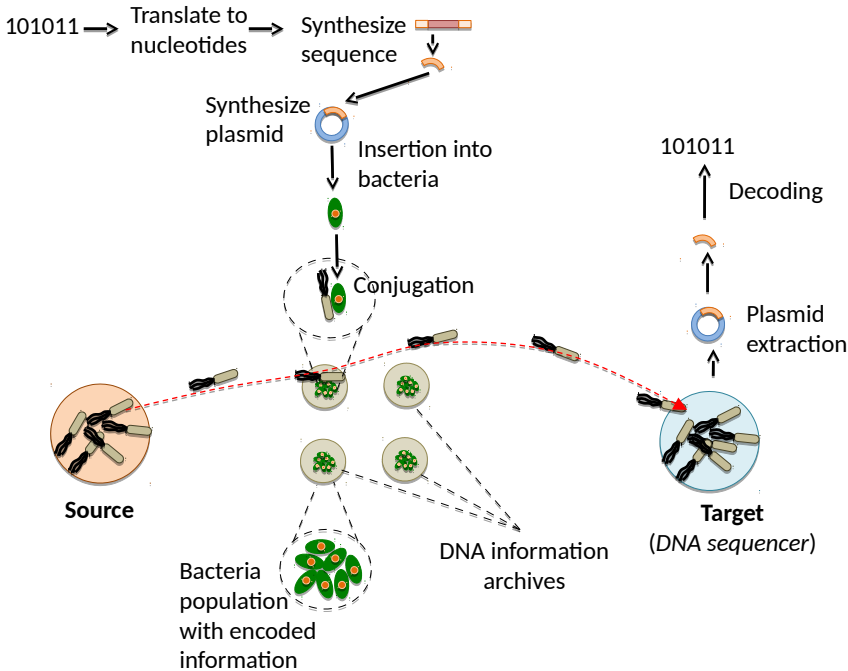 101011
Translate to
nucleotides
Synthesize
sequence
Synthesize
plasmid
Insertion into
bacteria
Conjugation
101011
Decoding
Plasmid
extraction
Source
Target
(DNA sequencer)
DNA information
archives
Bacteria
population
with encoded
information